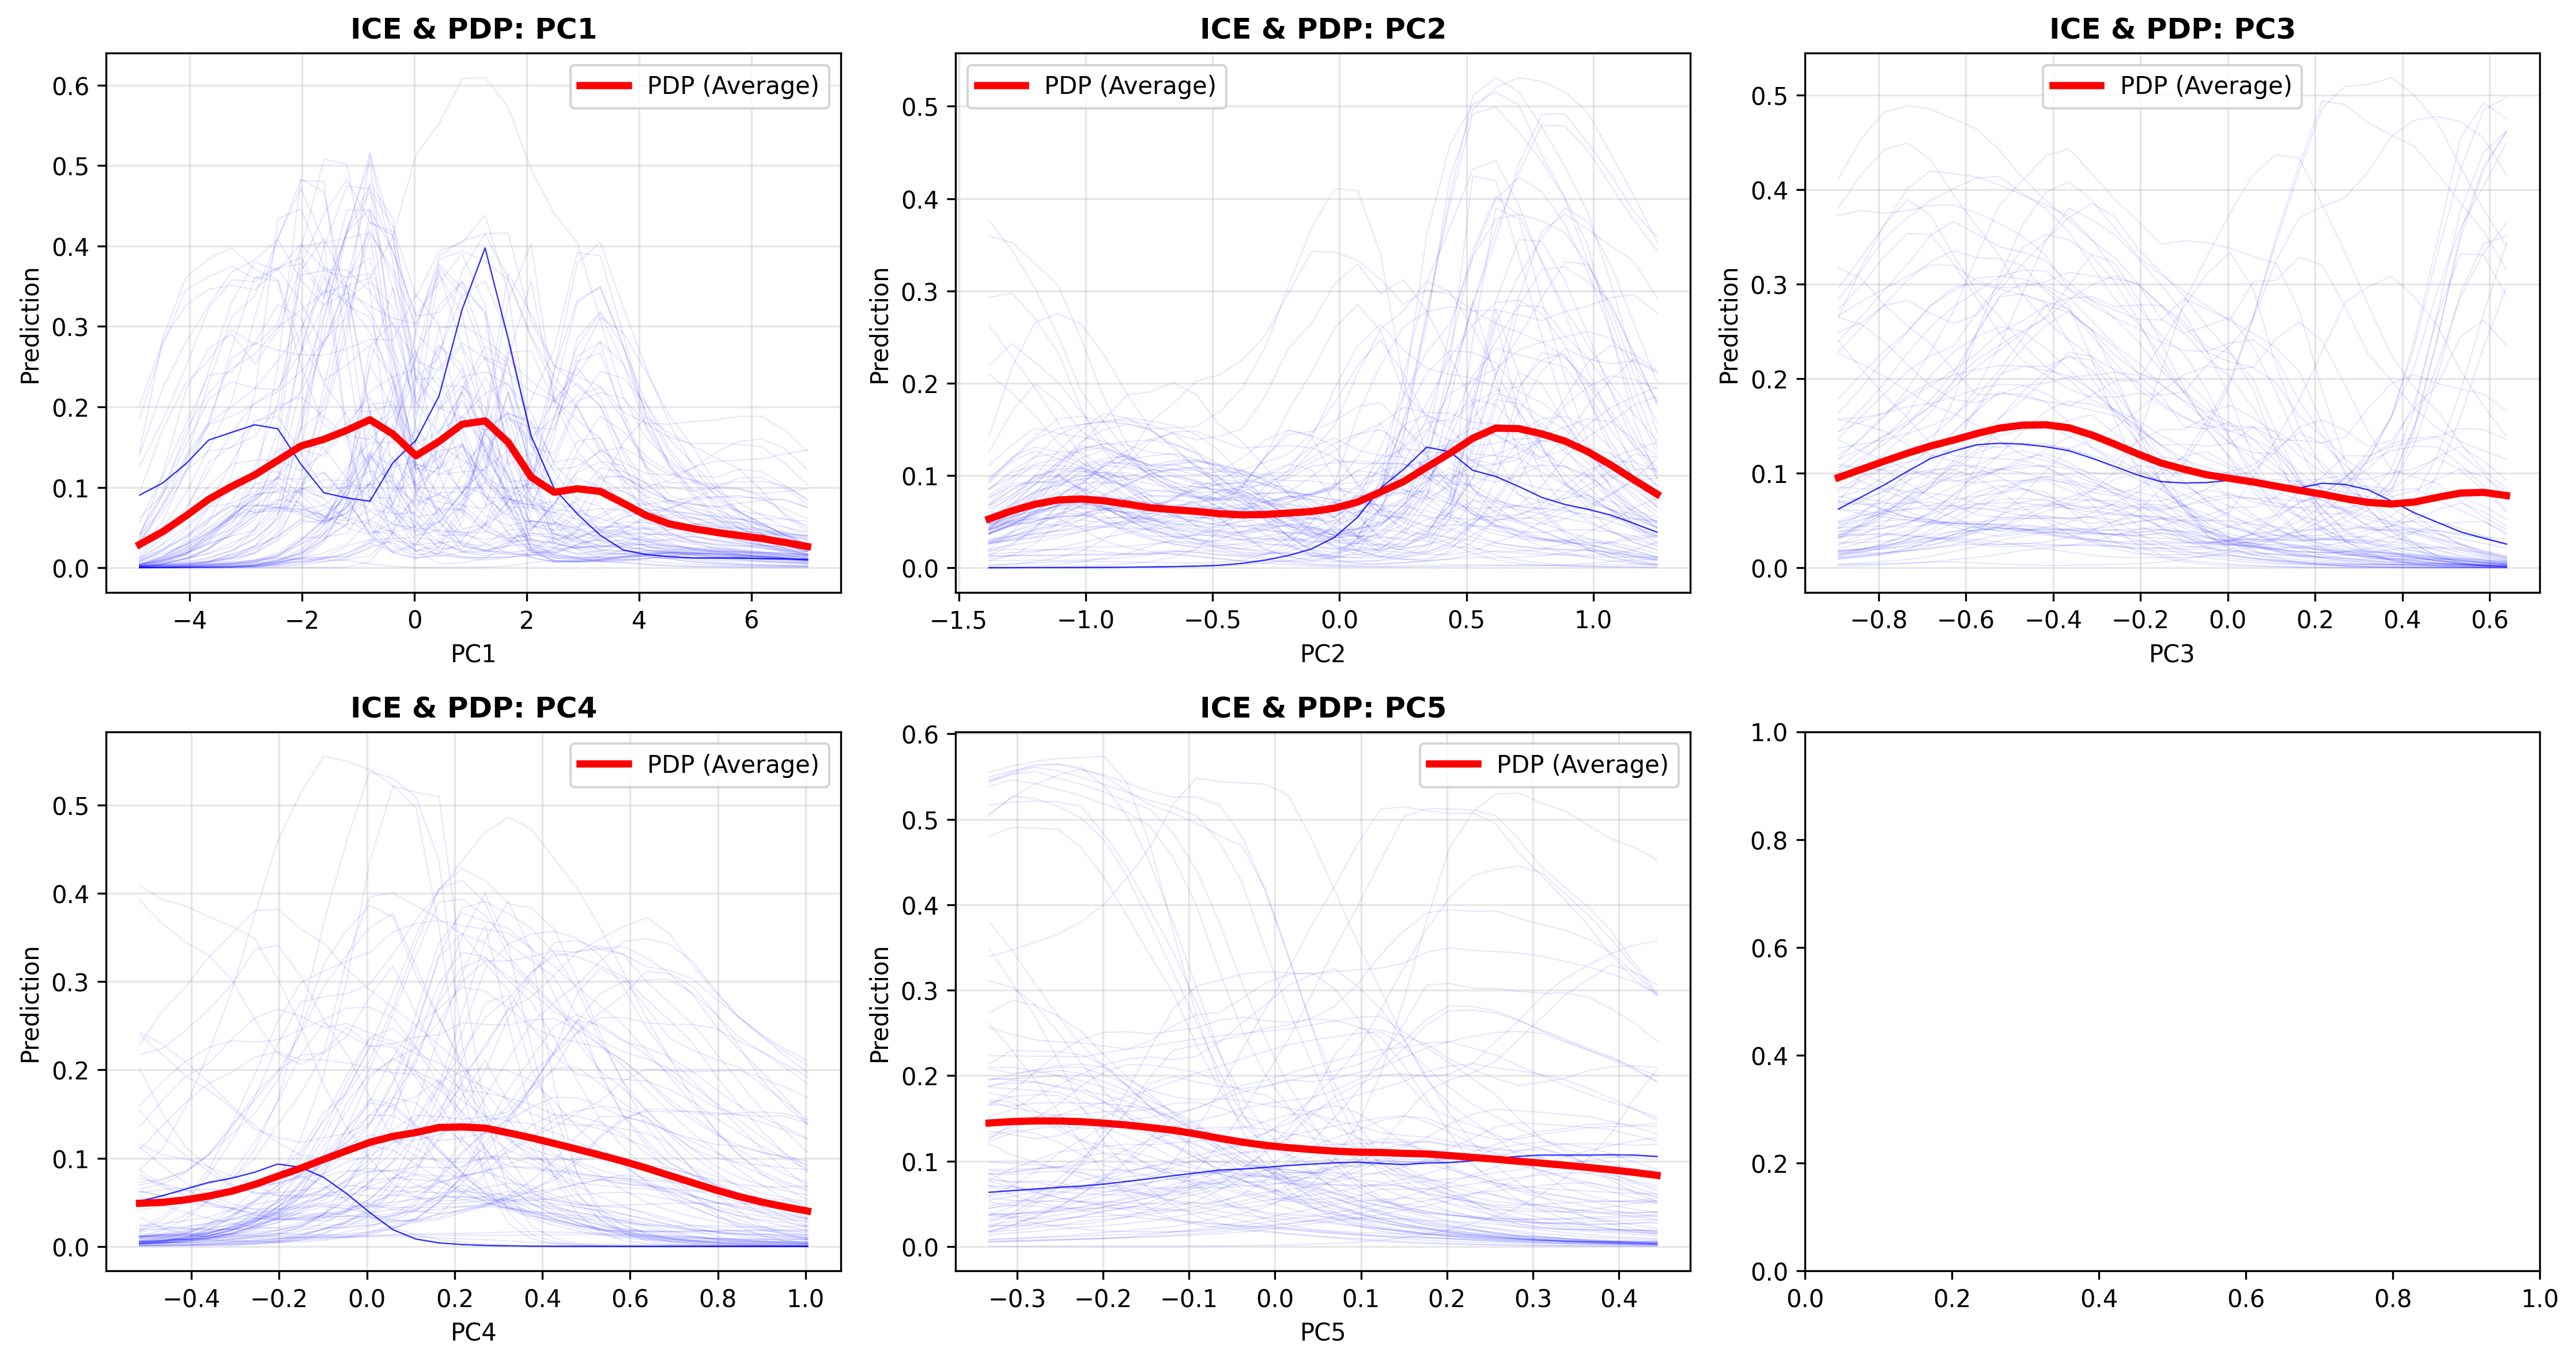 ICE & PDP: PC1
PDP (Average)
0.6
0.5
0.4
0.3
0.2
0.1
0.0
Prediction
−4 −2 0 2 4 6
PC1
ICE & PDP: PC2
PDP (Average)
0.5
0.4
0.3
0.2
0.1
0.0
Prediction
−1.5 −1.0 −0.5 0.0 0.5 1.0
PC2
ICE & PDP: PC3
PDP (Average)
0.5
0.4
0.3
0.2
0.1
0.0
Prediction
−0.8 −0.6 −0.4 −0.2 0.0 0.2 0.4 0.6
PC3
ICE & PDP: PC4
PDP (Average)
0.5
0.4
0.3
0.2
0.1
0.0
Prediction
−0.4 −0.2 0.0 0.2 0.4 0.6 0.8 1.0
PC4
ICE & PDP: PC5
PDP (Average)
0.6
0.5
0.4
0.3
0.2
0.1
0.0
Prediction
−0.3 −0.2 −0.1 0.0 0.1 0.2 0.3 0.4
PC5
1.0
0.8
0.6
0.4
0.2
0.0
0.0 0.2 0.4 0.6 0.8 1.0